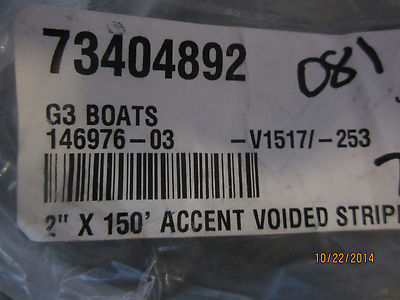 73404892
081
G3 BOATS
146976-03 -V1517/-253
2" X 150' ACCENT VOIDED STRIP
10/22/2014